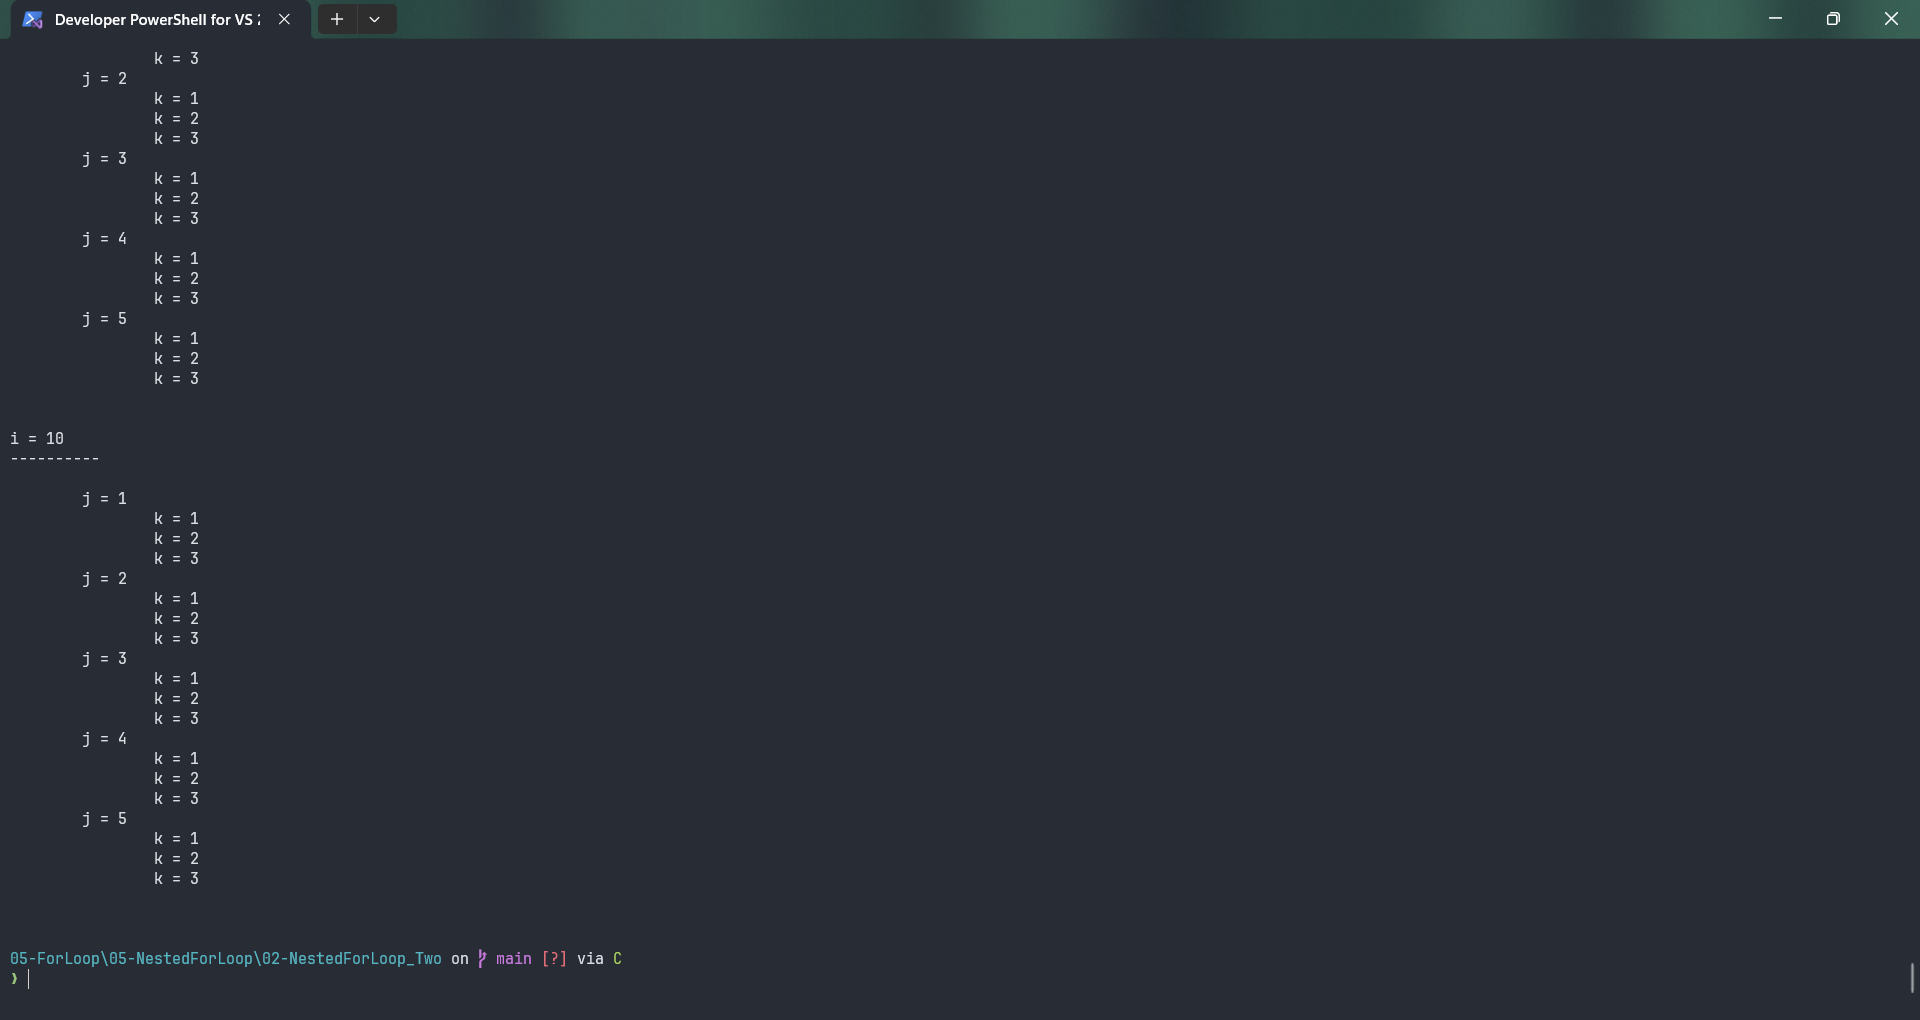 Developer PowerShell for VS 2
k = 3
j = 2
k = 1
k = 2
k = 3
j = 3
k = 1
k = 2
k = 3
j = 4
k = 1
k = 2
k = 3
j = 5
k = 1
k = 2
k = 3
i = 10
----------
j = 1
k = 1
k = 2
k = 3
j = 2
k = 1
k = 2
k = 3
j = 3
k = 1
k = 2
k = 3
j = 4
k = 1
k = 2
k = 3
j = 5
k = 1
k = 2
k = 3
05-ForLoop\05-NestedForLoop\02-NestedForLoop_Two on main [?] via C
❯